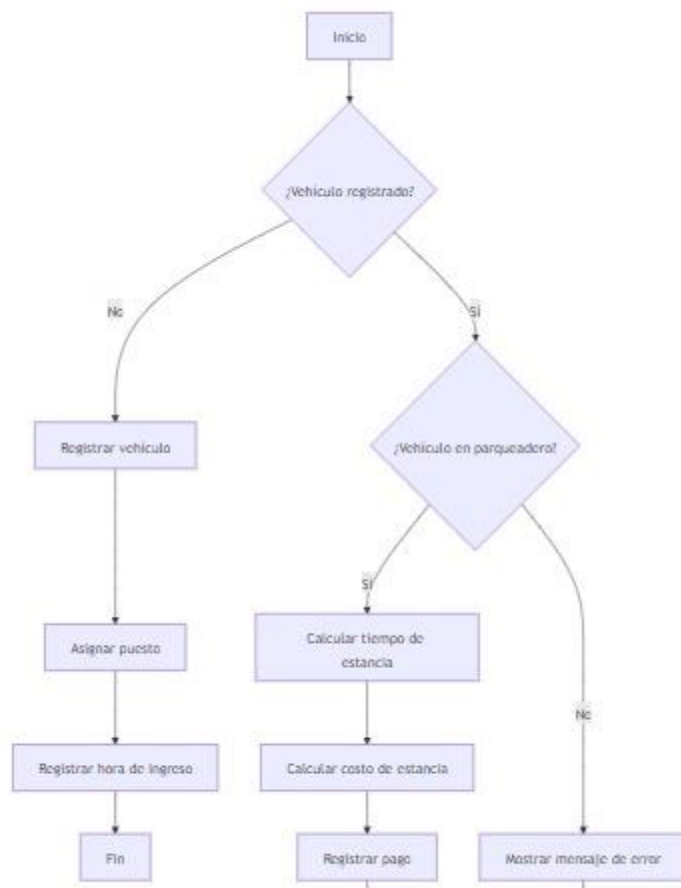 Inicio
¿Vehículo registrado?
No
Sí
Registrar vehículo
¿Vehículo en parqueadero?
Sí
Asignar puesto
Calcular tiempo de
estancia
No
Registrar hora de ingreso
Calcular costo de estancia
Fin
Registrar pago
Mostrar mensaje de error